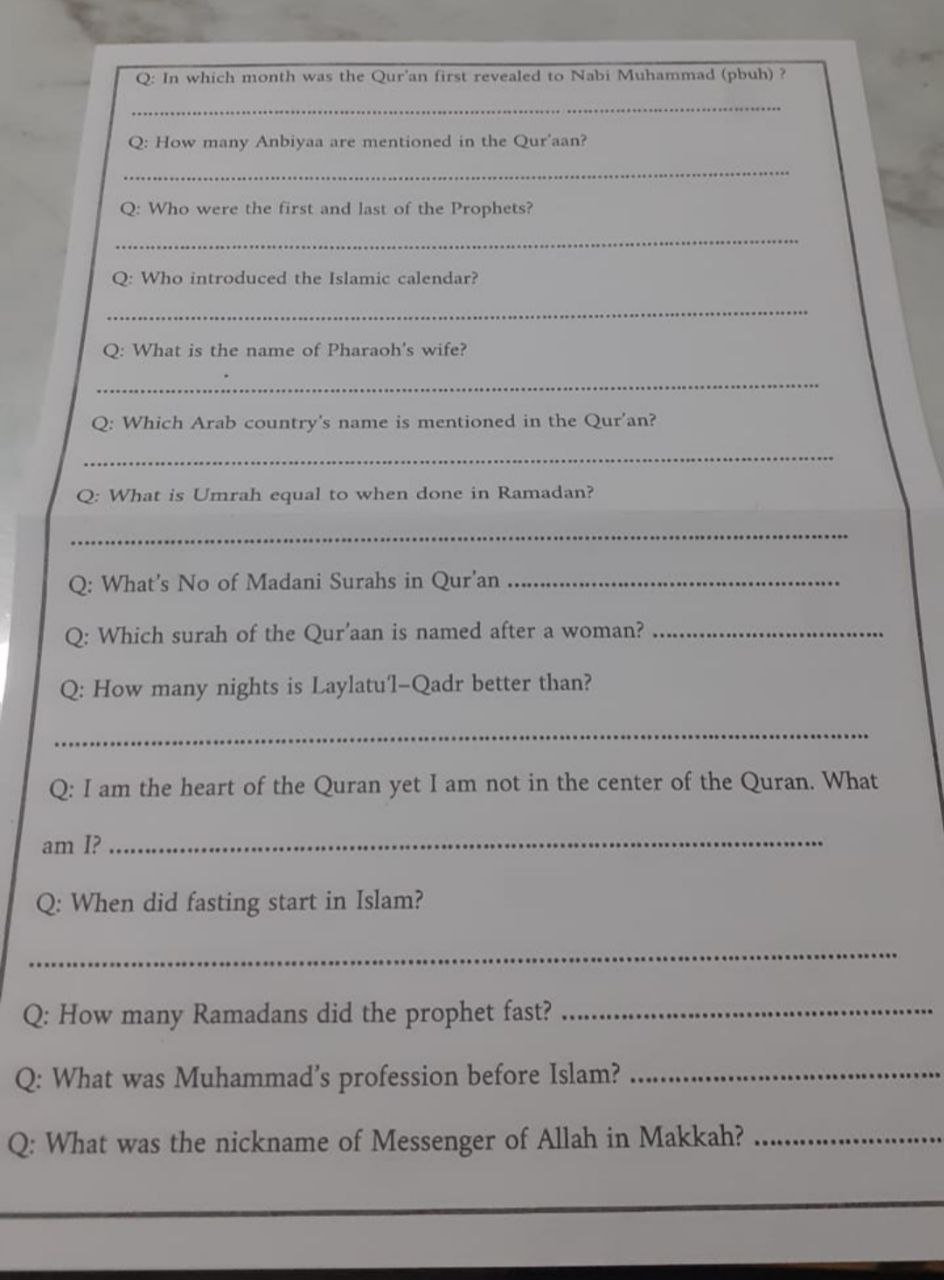 Q: In which month was the Qur'an first revealed to Nabi Muhammad (pbuh) ?
Q: How many Anbiyaa are mentioned in the Qur'aan?
Q: Who were the first and last of the Prophets?
Q: Who introduced the Islamic calendar?
Q: What is the name of Pharaoh's wife?
Q: Which Arab country's name is mentioned in the Qur'an?
Q: What is Umrah equal to when done in Ramadan?
Q: What's No of Madani Surahs in Qur'an ..........................................
Q: Which surah of the Qur'aan is named after a woman? ..............................
Q: How many nights is Laylatu'l-Qadr better than?
Q: I am the heart of the Quran yet I am not in the center of the Quran. What
am I? ..........................................................................
Q: When did fasting start in Islam?
Q: How many Ramadans did the prophet fast? ..........................................
Q: What was Muhammad's profession before Islam? ..................................
Q: What was the nickname of Messenger of Allah in Makkah? ......................